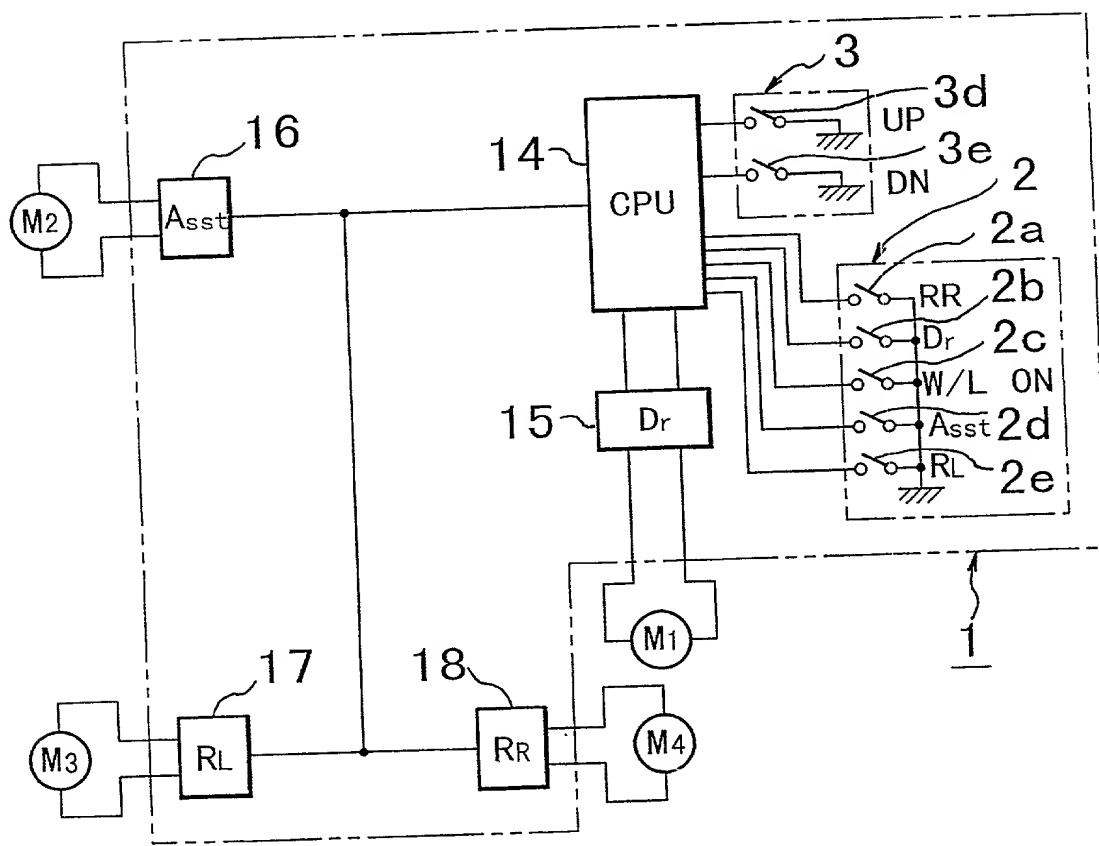 3
3d
UP
16
14
3e
DN
2
M2
Asst
CPU
2a
RR
2b
Dr
2c
W/L ON
15
Dr
Asst
2d
RL
2e
M1
1
17
18
M3
RL
RR
M4